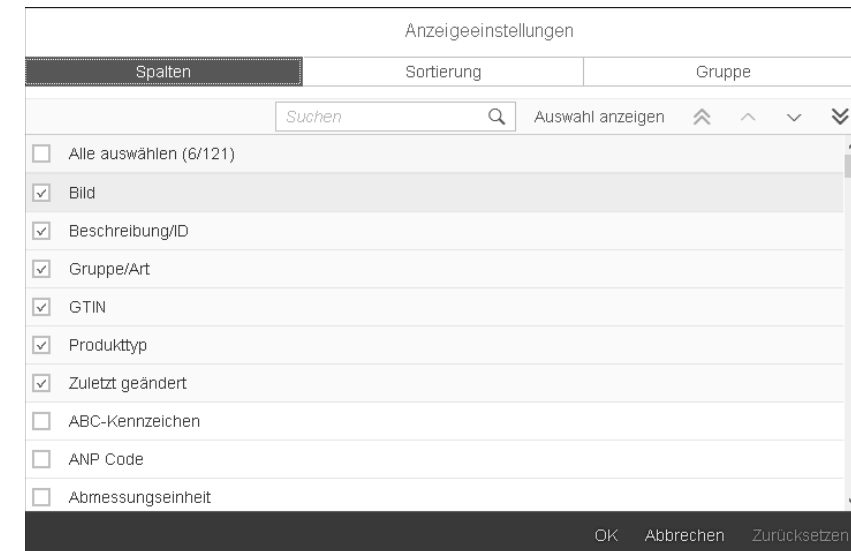 Anzeigeeinstellungen
Spalten Sortierung Gruppe
Suchen Auswahl anzeigen
Alle auswählen (6/121)
Bild
Beschreibung/ID
Gruppe/Art
GTIN
Produkttyp
Zuletzt geändert
ABC-Kennzeichen
ANP Code
Abmessungseinheit
OK Abbrechen Zurücksetzen